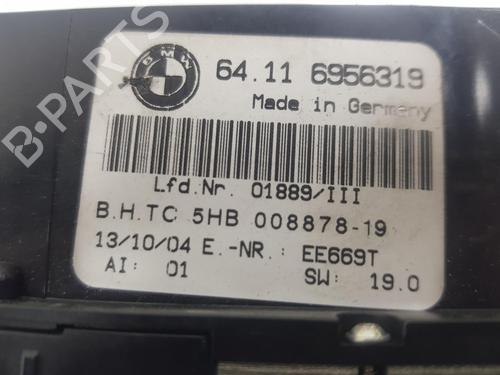 BMW
64.11 6956319
Made in Germany
Lfd.Nr. 01889/III
B.H.TC 5HB 008878-19
13/10/04 E.-NR.: EE669T
AI: 01 SW: 19.0